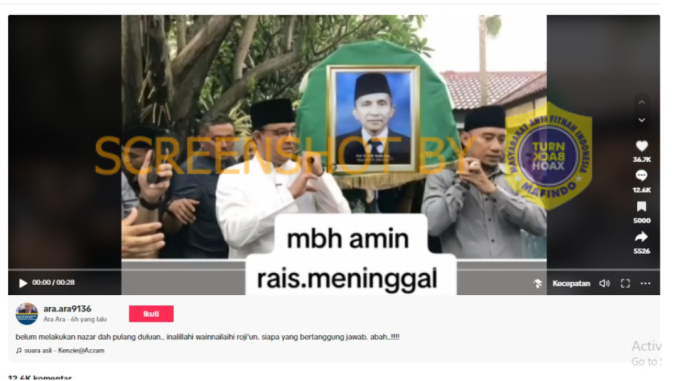 SCREENSHOT BY
MASYARAKAT ANTI FITNAH INDONESIA
TURN
BACK
HOAX
MAFINDO
36.7K
12.6K
5000
5526
mbh amin
rais.meninggal
00:00 / 00:28
Kecepatan
ara.ara9136
Ara Ara · 6h yang lalu
Ikuti
belum melakukan nazar dah pulang duluan.. inalillahi wainnailaihi roji'un. siapa yang bertanggung jawab. abah..!!!!
suara asli - Kenzie@Azzam
Activ
Go to S
12.6K komentar